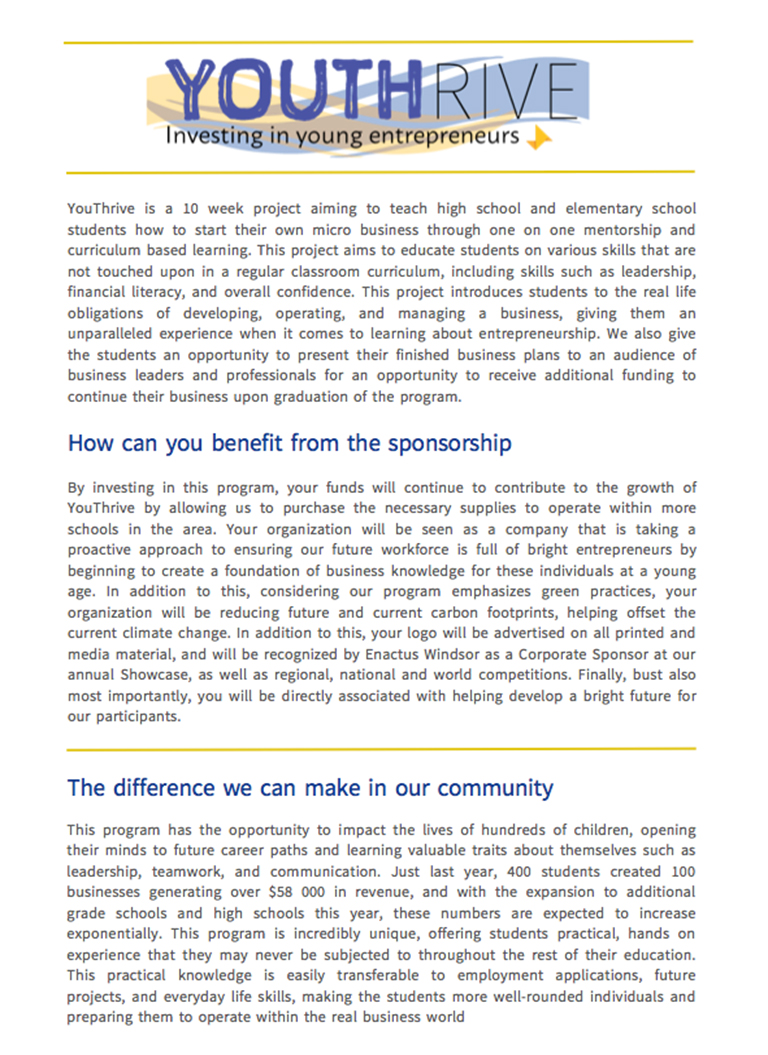 YOUTHRIVE
Investing in young entrepreneurs
YouThrive is a 10 week project aiming to teach high school and elementary school
students how to start their own micro business through one on one mentorship and
curriculum based learning. This project aims to educate students on various skills that are
not touched upon in a regular classroom curriculum, including skills such as leadership,
financial literacy, and overall confidence. This project introduces students to the real life
obligations of developing, operating, and managing a business, giving them an
unparalleled experience when it comes to learning about entrepreneurship. We also give
the students an opportunity to present their finished business plans to an audience of
business leaders and professionals for an opportunity to receive additional funding to
continue their business upon graduation of the program.
How can you benefit from the sponsorship
By investing in this program, your funds will continue to contribute to the growth of
YouThrive by allowing us to purchase the necessary supplies to operate within more
schools in the area. Your organization will be seen as a company that is taking a
proactive approach to ensuring our future workforce is full of bright entrepreneurs by
beginning to create a foundation of business knowledge for these individuals at a young
age. In addition to this, considering our program emphasizes green practices, your
organization will be reducing future and current carbon footprints, helping offset the
current climate change. In addition to this, your logo will be advertised on all printed and
media material, and will be recognized by Enactus Windsor as a Corporate Sponsor at our
annual Showcase, as well as regional, national and world competitions. Finally, bust also
most importantly, you will be directly associated with helping develop a bright future for
our participants.
The difference we can make in our community
This program has the opportunity to impact the lives of hundreds of children, opening
their minds to future career paths and learning valuable traits about themselves such as
leadership, teamwork, and communication. Just last year, 400 students created 100
businesses generating over $58 000 in revenue, and with the expansion to additional
grade schools and high schools this year, these numbers are expected to increase
exponentially. This program is incredibly unique, offering students practical, hands on
experience that they may never be subjected to throughout the rest of their education.
This practical knowledge is easily transferable to employment applications, future
projects, and everyday life skills, making the students more well-rounded individuals and
preparing them to operate within the real business world